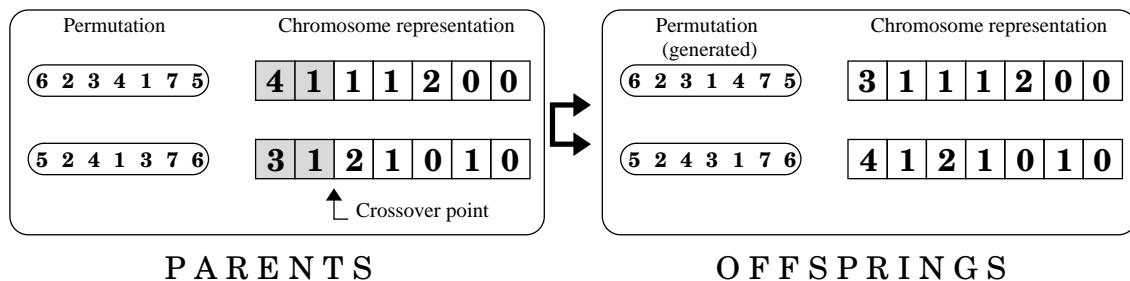 Permutation Chromosome representation
6 2 3 4 1 7 5 4 1 1 1 2 0 0
5 2 4 1 3 7 6 3 1 2 1 0 1 0
Crossover point
PARENTS
Permutation Chromosome representation
(generated)
6 2 3 1 4 7 5 3 1 1 1 2 0 0
5 2 4 3 1 7 6 4 1 2 1 0 1 0
OFFSPRINGS